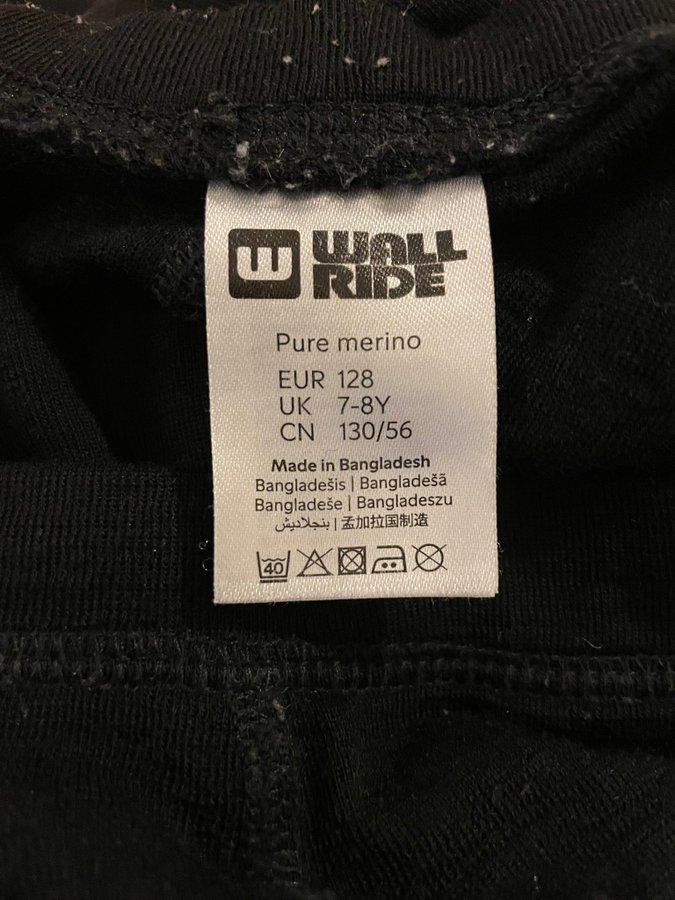 WALL
RIDE
Pure merino
EUR 128
UK 7-8Y
CN 130/56
Made in Bangladesh
Bangladešis | Bangladešā
Bangladeše | Bangladeszu
بنجلاديش | 孟加拉国制造
40